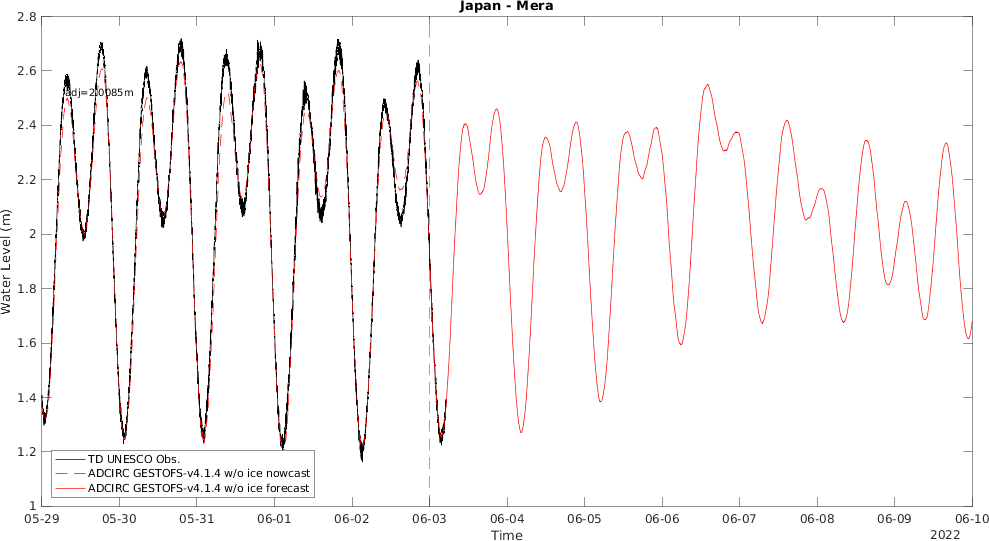 Japan - Mera
2.8
2.6
2.4
2.2
2
1.8
1.6
1.4
1.2
1
Water Level (m)
adj=2.0085m
TD UNESCO Obs.
ADCIRC GESTOFS-v4.1.4 w/o ice nowcast
ADCIRC GESTOFS-v4.1.4 w/o ice forecast
05-29 05-30 05-31 06-01 06-02 06-03 06-04 06-05 06-06 06-07 06-08 06-09 06-10
Time
2022